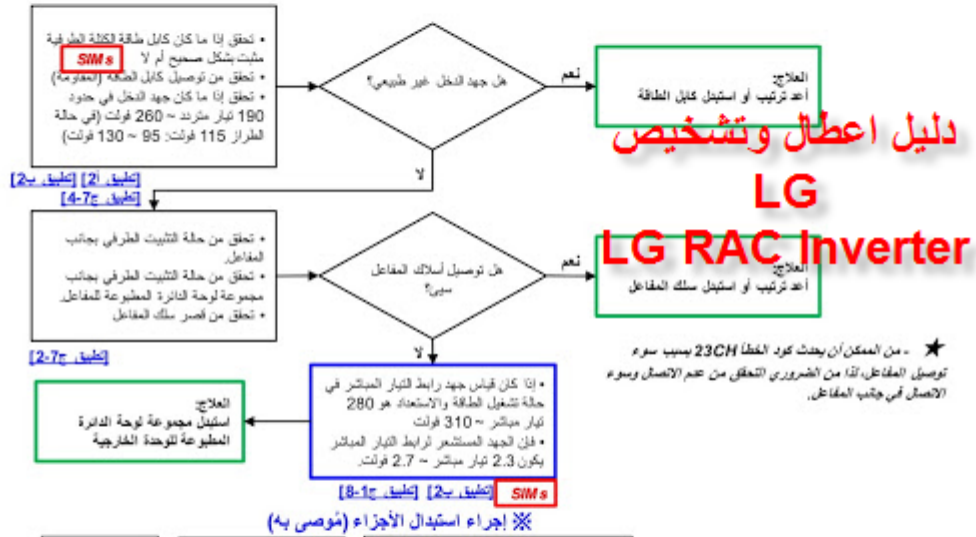 • تحقق إذا ما كان كابل طاقة الكتلة الطرفية
مثبت بشكل صحيح أم لا
SIMs
• تحقق من توصيل كابل الطاقة (المقاومة)
• تحقق إذا ما كان جهد الدخل في حدود
190 تيار متردد ~ 260 فولت (في حالة
الطراز 115 فولت: 95 ~ 130 فولت)
[تطبيق أ2] [تطبيق ب2]
[تطبيق ج7-4]
هل جهد الدخل غير طبيعي؟
نعم
لا
العلاج:
أعد ترتيب أو استبدل كابل الطاقة
دليل اعطال وتشخيص
LG
LG RAC Inverter
• تحقق من حالة التثبيت الطرفي بجانب
المفاعل.
• تحقق من حالة التثبيت الطرفي بجانب
مجموعة لوحة الدائرة المطبوعة للمفاعل.
• تحقق من قصر سلك المفاعل
[تطبيق ج7-2]
هل توصيل أسلاك المفاعل
سيئ؟
نعم
لا
العلاج:
أعد ترتيب أو استبدل سلك المفاعل
★ - من الممكن أن يحدث كود الخطأ 23CH بسبب سوء
توصيل المفاعل، لذا من الضروري التحقق من عدم الاتصال وسوء
الاتصال في جانب المفاعل.
• إذا كان قياس جهد رابط التيار المباشر في
حالة تشغيل الطاقة والاستعداد هو 280
تيار مباشر ~ 310 فولت
• فإن الجهد المستشعر لرابط التيار المباشر
يكون 2.3 تيار مباشر ~ 2.7 فولت.
SIMs [تطبيق ب2] [تطبيق ج1-8]
العلاج:
استبدل مجموعة لوحة الدائرة
المطبوعة للوحدة الخارجية
※ إجراء استبدال الأجزاء (مُوصى به)